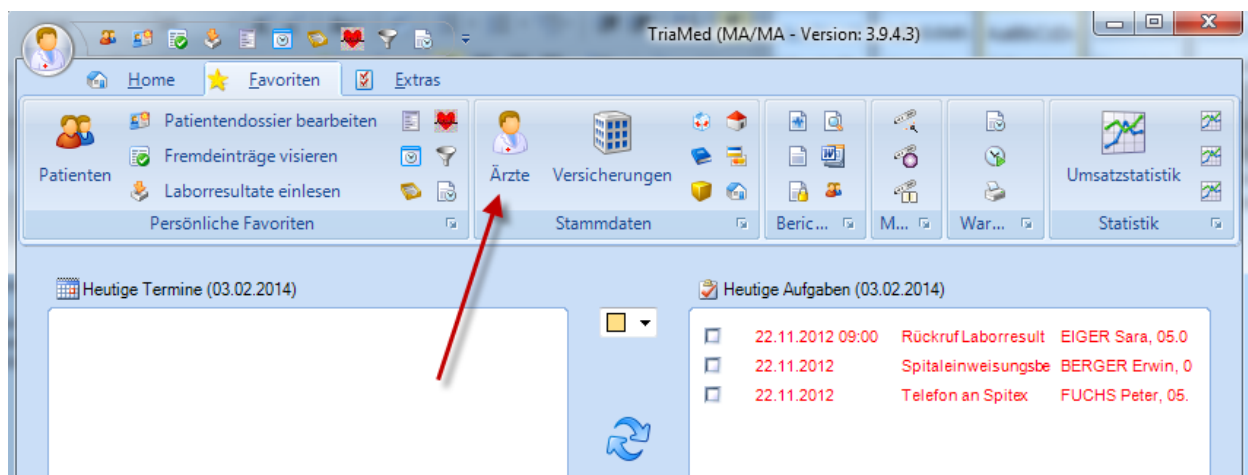 TriaMed (MA/MA - Version: 3.9.4.3)
Home Favoriten Extras
Patienten
Patientendossier bearbeiten
Fremdeinträge visieren
Laborresultate einlesen
Persönliche Favoriten
Ärzte
Versicherungen
Stammdaten
Beric...
M...
War...
Umsatzstatistik
Statistik
Heutige Termine (03.02.2014)
Heutige Aufgaben (03.02.2014)
22.11.2012 09:00 Rückruf Laborresult EIGER Sara, 05.0
22.11.2012 Spitaleinweisungsbe BERGER Erwin, 0
22.11.2012 Telefon an Spitex FUCHS Peter, 05.